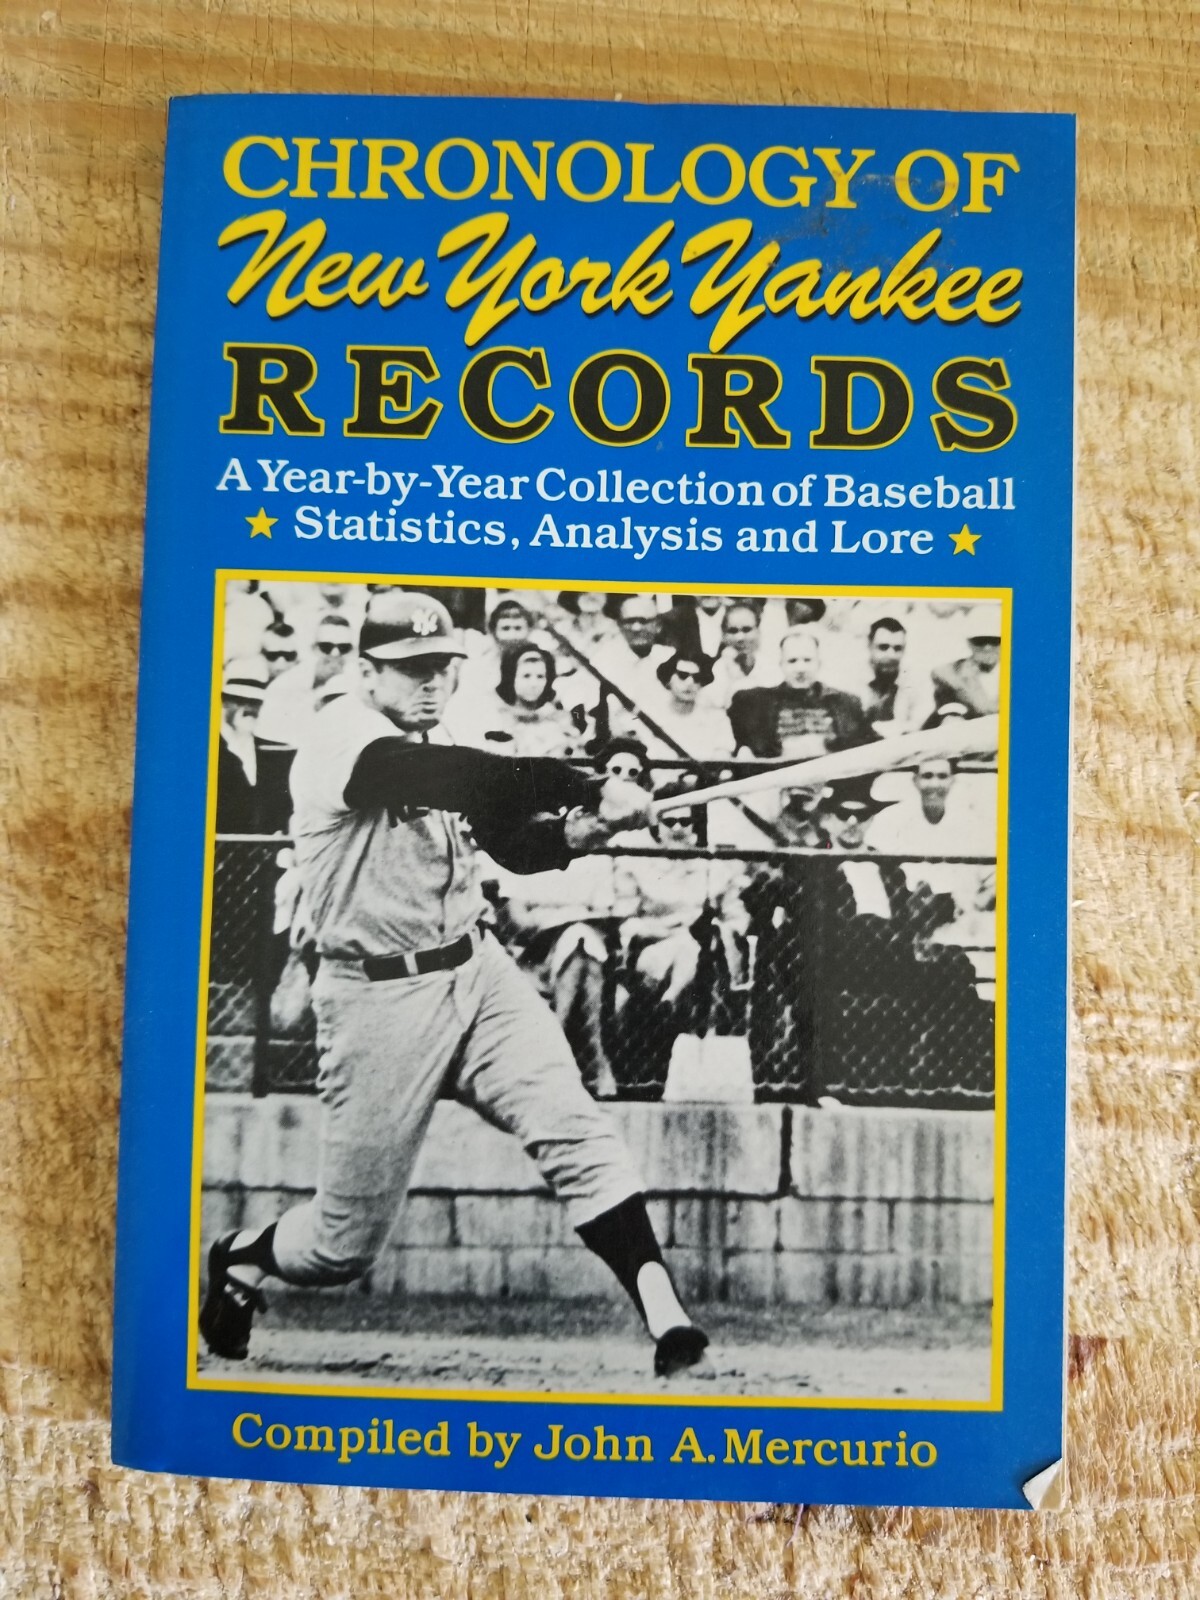 CHRONOLOGY OF
New York Yankee
RECORDS
A Year-by-Year Collection of Baseball
★ Statistics, Analysis and Lore ★
NY
Compiled by John A. Mercurio